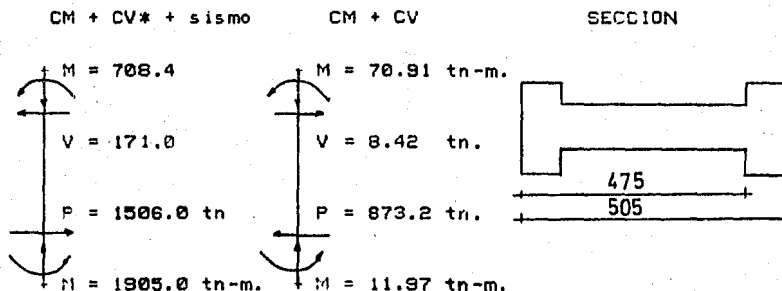 CM + CV* + sismo CM + CV SECCION
M = 708.4 M = 70.91 tn-m.
V = 171.0 V = 8.42 tn.
P = 1506.0 tn P = 873.2 tn.
M = 1905.0 tn-m. M = 11.97 tn-m.
475
505